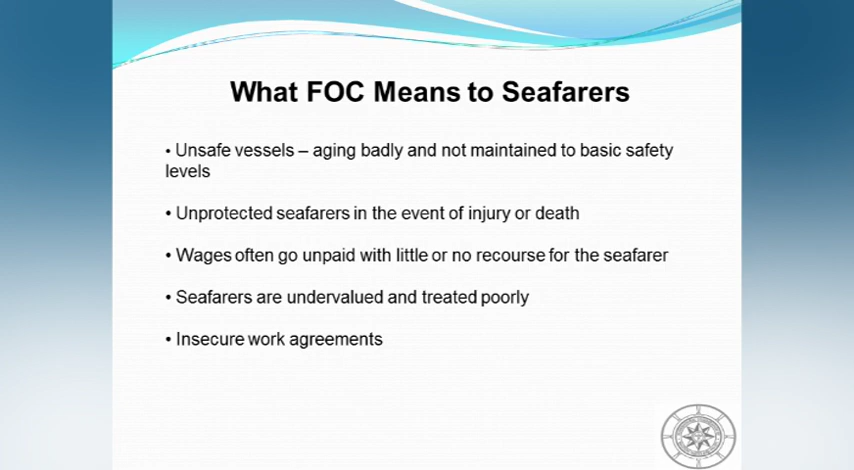 What FOC Means to Seafarers
• Unsafe vessels – aging badly and not maintained to basic safety
levels
• Unprotected seafarers in the event of injury or death
• Wages often go unpaid with little or no recourse for the seafarer
• Seafarers are undervalued and treated poorly
• Insecure work agreements